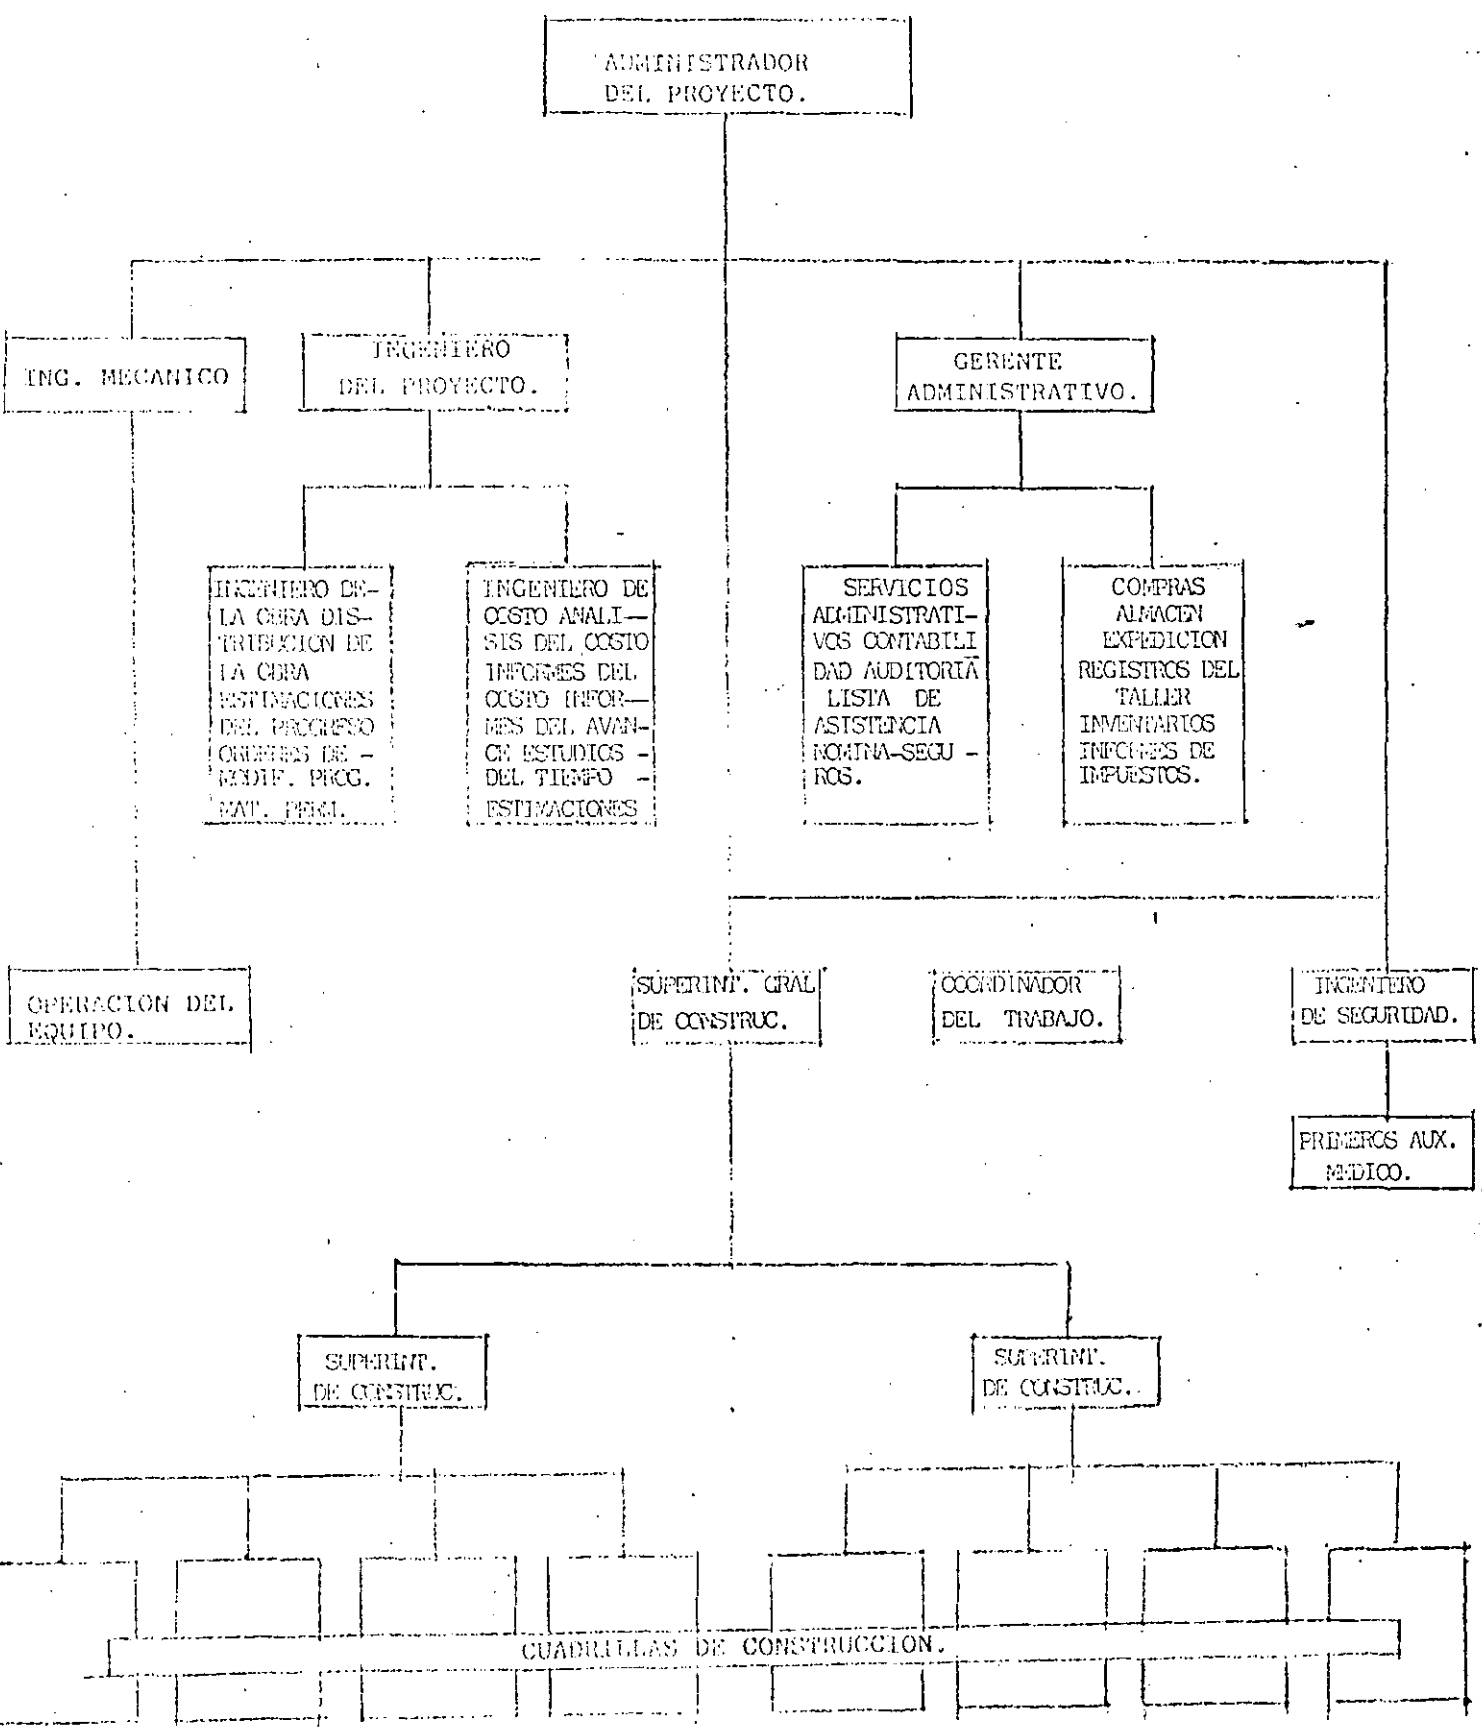 ADMINISTRADOR
DEL PROYECTO.
ING. MECANICO
INGENIERO
DEL PROYECTO.
GERENTE
ADMINISTRATIVO.
INGENIERO DE-
LA OBRA DIS-
TRIBUCION DE
LA OBRA
ESTIMACIONES
DEL PROGRESO
ORDENES DE -
MODIF. PROG.
MAT. PERM.
INGENIERO DE
COSTO ANALI--
SIS DEL COSTO
INFORMES DEL
COSTO INFOR--
MES DEL AVAN-
CE ESTUDIOS -
DEL TIEMPO -
ESTIMACIONES
SERVICIOS
ADMINISTRATI-
VOS CONTABILI
DAD AUDITORIA
LISTA DE
ASISTENCIA
NOMINA-SEGU -
ROS.
COMPRAS
ALMACEN
EXPEDICION
REGISTROS DEL
TALLER
INVENTARIOS
INFORMES DE
IMPUESTOS.
OPERACION DEL
EQUIPO.
SUPERINT. GRAL
DE CONSTRUC.
COORDINADOR
DEL TRABAJO.
INGENIERO
DE SEGURIDAD.
PRIMEROS AUX.
MEDICO.
SUPERINT.
DE CONSTRUC.
SUPERINT.
DE CONSTRUC.
CUADRILLAS DE CONSTRUCCION.